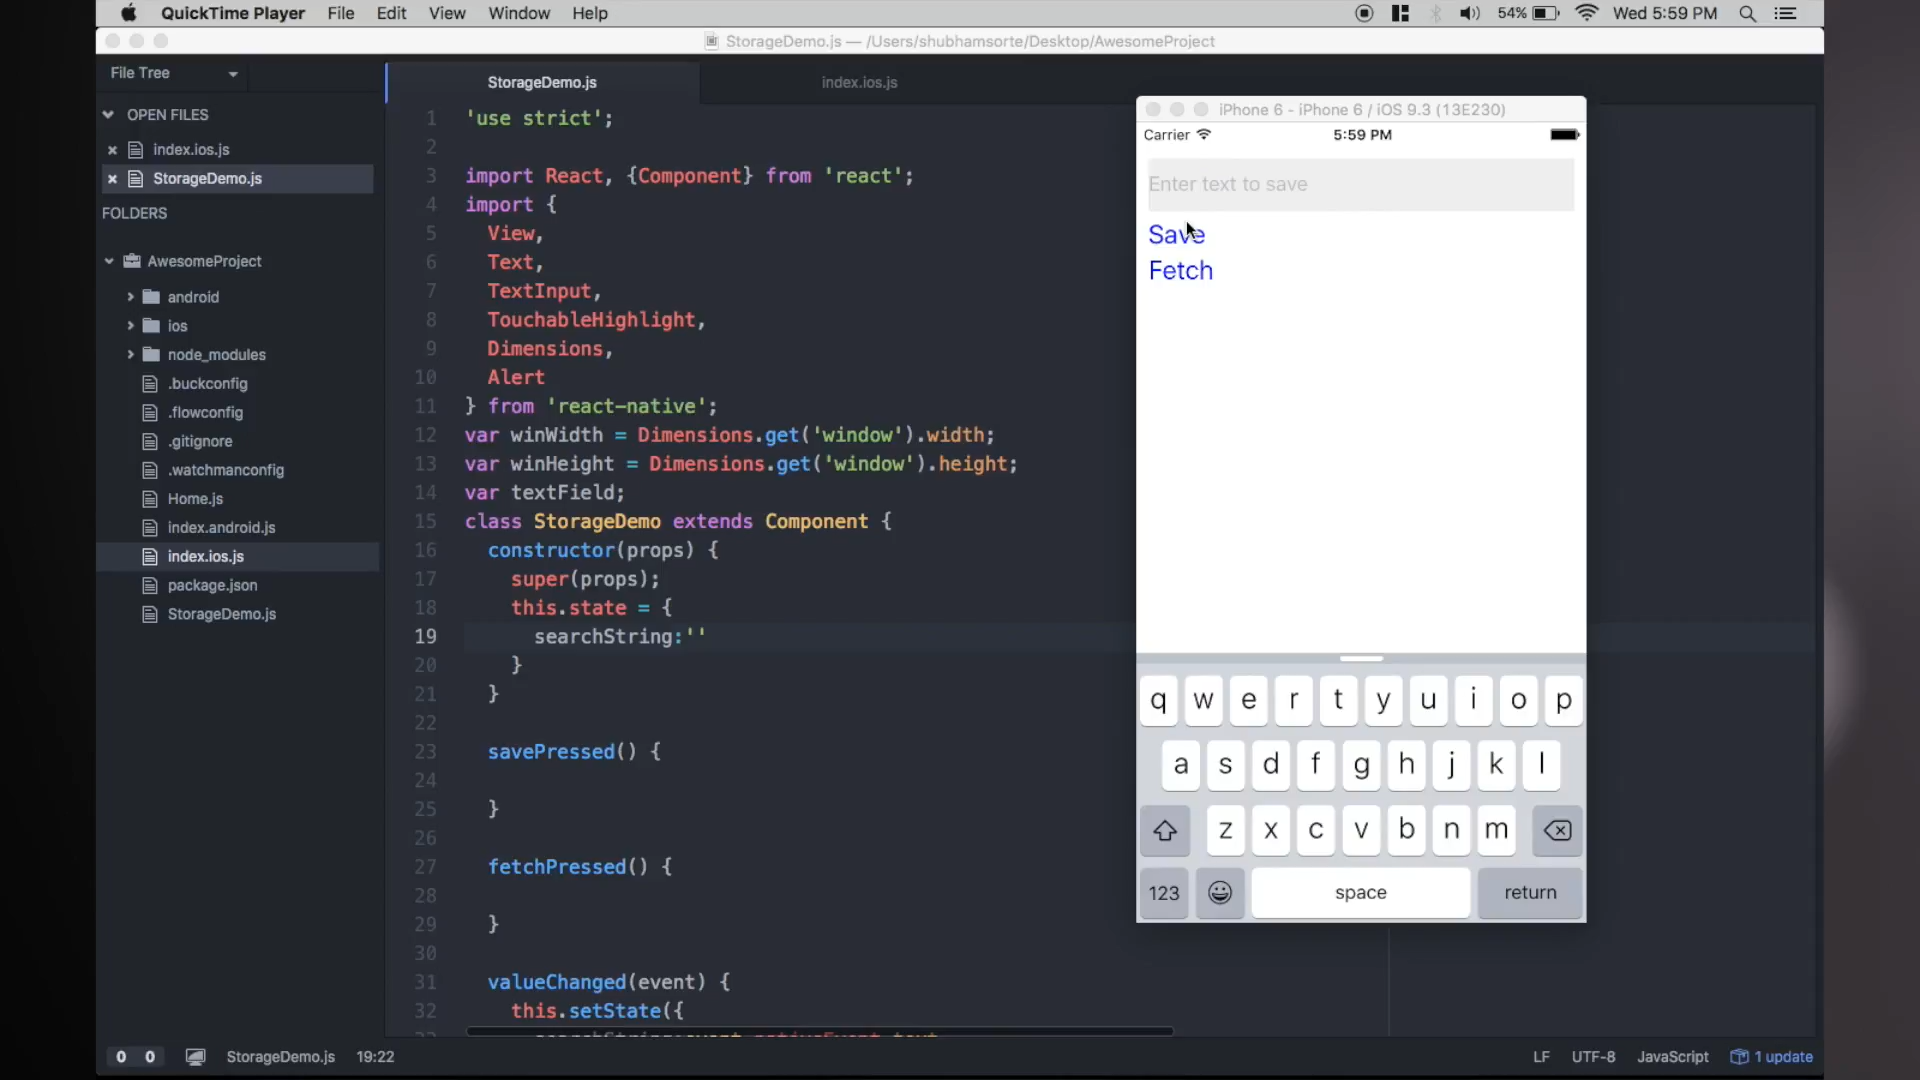 QuickTime Player File Edit View Window Help 54% Wed 5:59 PM
StorageDemo.js — /Users/shubhamsorte/Desktop/AwesomeProject
File Tree
OPEN FILES
index.ios.js
StorageDemo.js
FOLDERS
AwesomeProject
android
ios
node_modules
.buckconfig
.flowconfig
.gitignore
.watchmanconfig
Home.js
index.android.js
index.ios.js
package.json
StorageDemo.js
StorageDemo.js index.ios.js
1 'use strict';
2
3 import React, {Component} from 'react';
4 import {
5 View,
6 Text,
7 TextInput,
8 TouchableHighlight,
9 Dimensions,
10 Alert
11 } from 'react-native';
12 var winWidth = Dimensions.get('window').width;
13 var winHeight = Dimensions.get('window').height;
14 var textField;
15 class StorageDemo extends Component {
16 constructor(props) {
17 super(props);
18 this.state = {
19 searchString:''
20 }
21 }
22
23 savePressed() {
24
25 }
26
27 fetchPressed() {
28
29 }
30
31 valueChanged(event) {
32 this.setState({
iPhone 6 - iPhone 6 / iOS 9.3 (13E230)
Carrier 5:59 PM
Enter text to save
Save
Fetch
q w e r t y u i o p
a s d f g h j k l
z x c v b n m
123 space return
0 0 StorageDemo.js 19:22 LF UTF-8 JavaScript 1 update